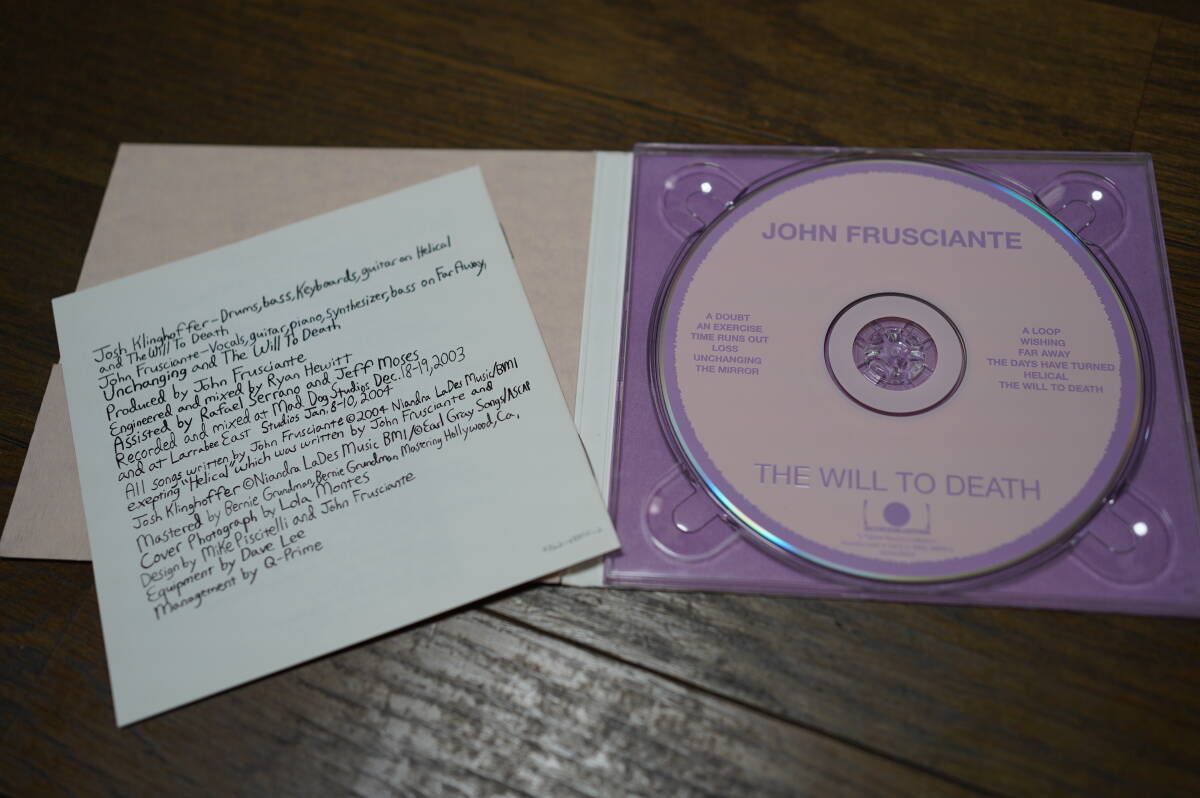 Josh Klinghoffer-Drums, bass, Keyboards, guitar on Helical
and The Will To Death
John Frusciante-Vocals, guitar, piano, synthesizer, bass on Far Away,
Unchanging and The Will To Death
Produced by John Frusciante
Engineered and mixed by Ryan Hewitt
Assisted by Rafael Serrano and Jeff Moses
Recorded and mixed at Mad Dog Studios Dec. 18-19, 2003
and at Larrabee East Studios Jan. 8-10, 2004
All songs written by John Frusciante ©2004 Niandra LaDes Music/BMI
exepting "Helical" which was written by John Frusciante and
Josh Klinghoffer ©Niandra LaDes Music BMI/©Earl Gray Songs/ASCAP
Mastered by Bernie Grundman, Bernie Grundman Mastering Hollywood, Ca,
Cover Photograph by Lola Montes
Design by Mike Piscitelli and John Frusciante
Equipment by Dave Lee
Management by Q-Prime
JOHN FRUSCIANTE
A DOUBT
AN EXERCISE
TIME RUNS OUT
LOSS
UNCHANGING
THE MIRROR
A LOOP
WISHING
FAR AWAY
THE DAYS HAVE TURNED
HELICAL
THE WILL TO DEATH
THE WILL TO DEATH